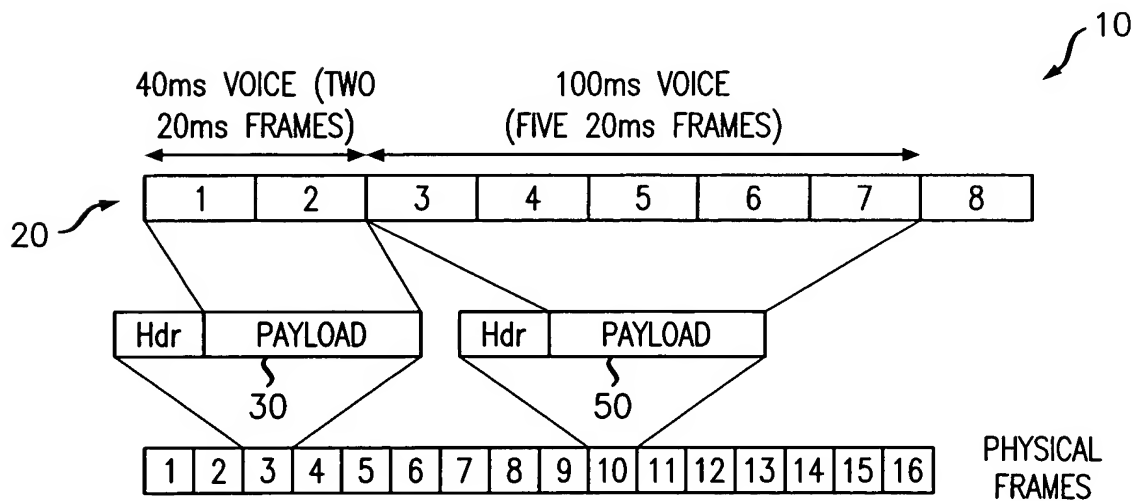 10
40ms VOICE (TWO
20ms FRAMES)
100ms VOICE
(FIVE 20ms FRAMES)
20
1 2 3 4 5 6 7 8
Hdr PAYLOAD Hdr PAYLOAD
30 50
1 2 3 4 5 6 7 8 9 10 11 12 13 14 15 16
PHYSICAL
FRAMES